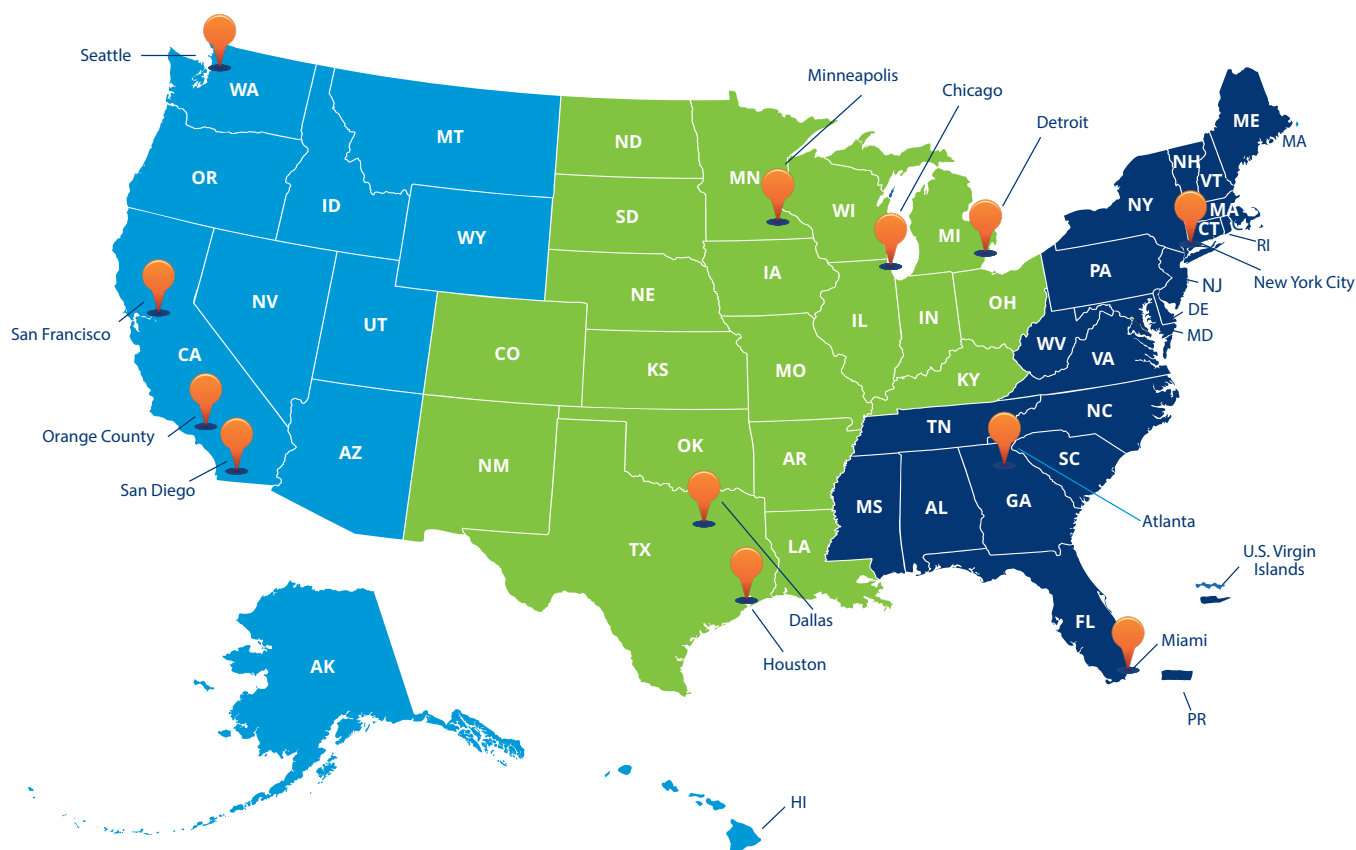 Seattle
WA
MT
OR
ID
WY
San Francisco
NV
UT
CA
Orange County
San Diego
AZ
AK
HI
Minneapolis
Chicago
Detroit
ND
MN
SD
WI
MI
IA
NE
IL
IN
OH
CO
KS
MO
KY
OK
AR
NM
TX
LA
Dallas
Houston
ME
MA
NH
VT
NY
MA
CT
RI
New York City
PA
NJ
DE
MD
WV
VA
NC
TN
SC
MS
AL
GA
Atlanta
U.S. Virgin
Islands
FL
Miami
PR